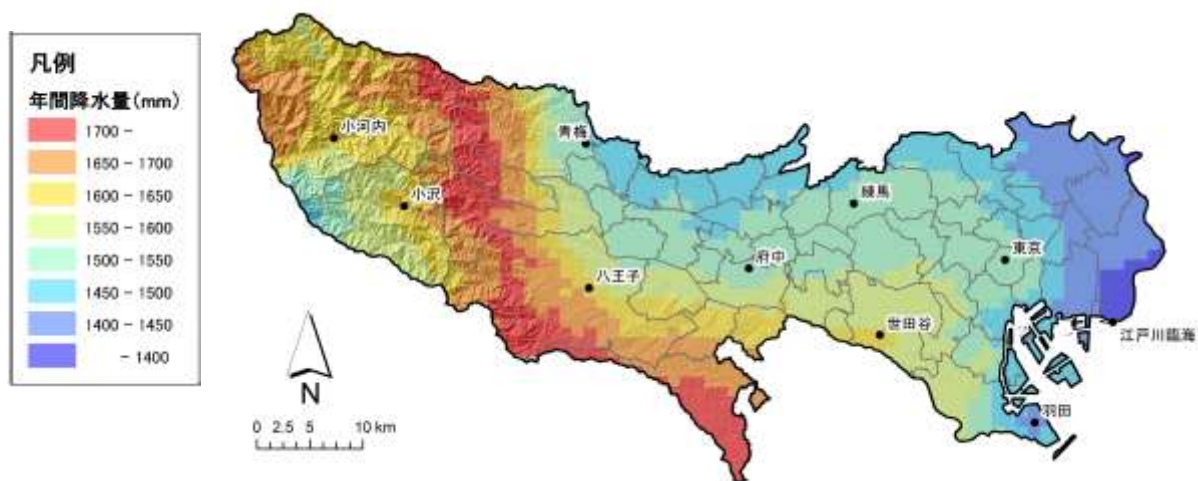 凡例
年間降水量(mm)
1700 -
1650 - 1700
1600 - 1650
1550 - 1600
1500 - 1550
1450 - 1500
1400 - 1450
- 1400
小河内
青梅
小沢
練馬
府中
東京
八王子
世田谷
江戸川臨海
羽田
N
0 2.5 5 10 km